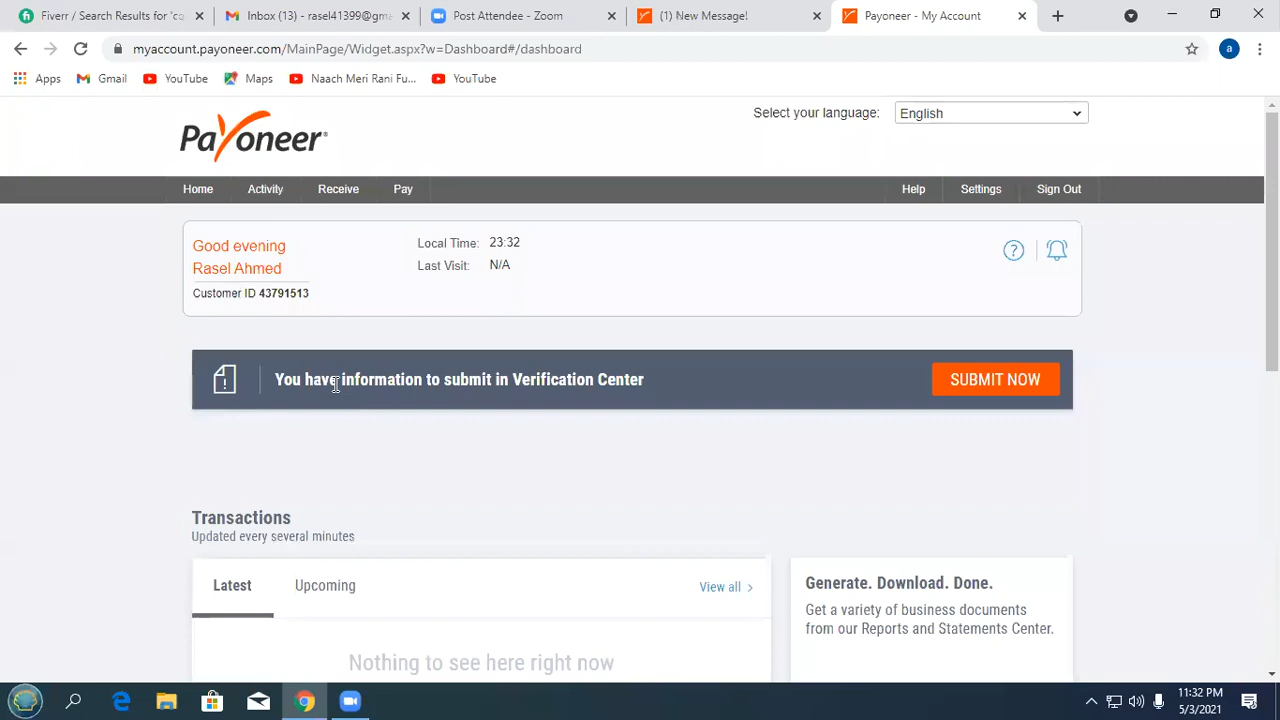 Fiverr / Search Results for 'co
Inbox (13) - rasel41399@gma
Post Attendee - Zoom
(1) New Message!
Payoneer - My Account
myaccount.payoneer.com/MainPage/Widget.aspx?w=Dashboard#/dashboard
a
Apps
Gmail
YouTube
Maps
Naach Meri Rani Fu...
YouTube
Payoneer
Select your language:
English
Home
Activity
Receive
Pay
Help
Settings
Sign Out
Good evening
Rasel Ahmed
Customer ID 43791513
Local Time: 23:32
Last Visit: N/A
You have information to submit in Verification Center
SUBMIT NOW
Transactions
Updated every several minutes
Latest
Upcoming
View all >
Nothing to see here right now
Generate. Download. Done.
Get a variety of business documents
from our Reports and Statements Center.
11:32 PM
5/3/2021